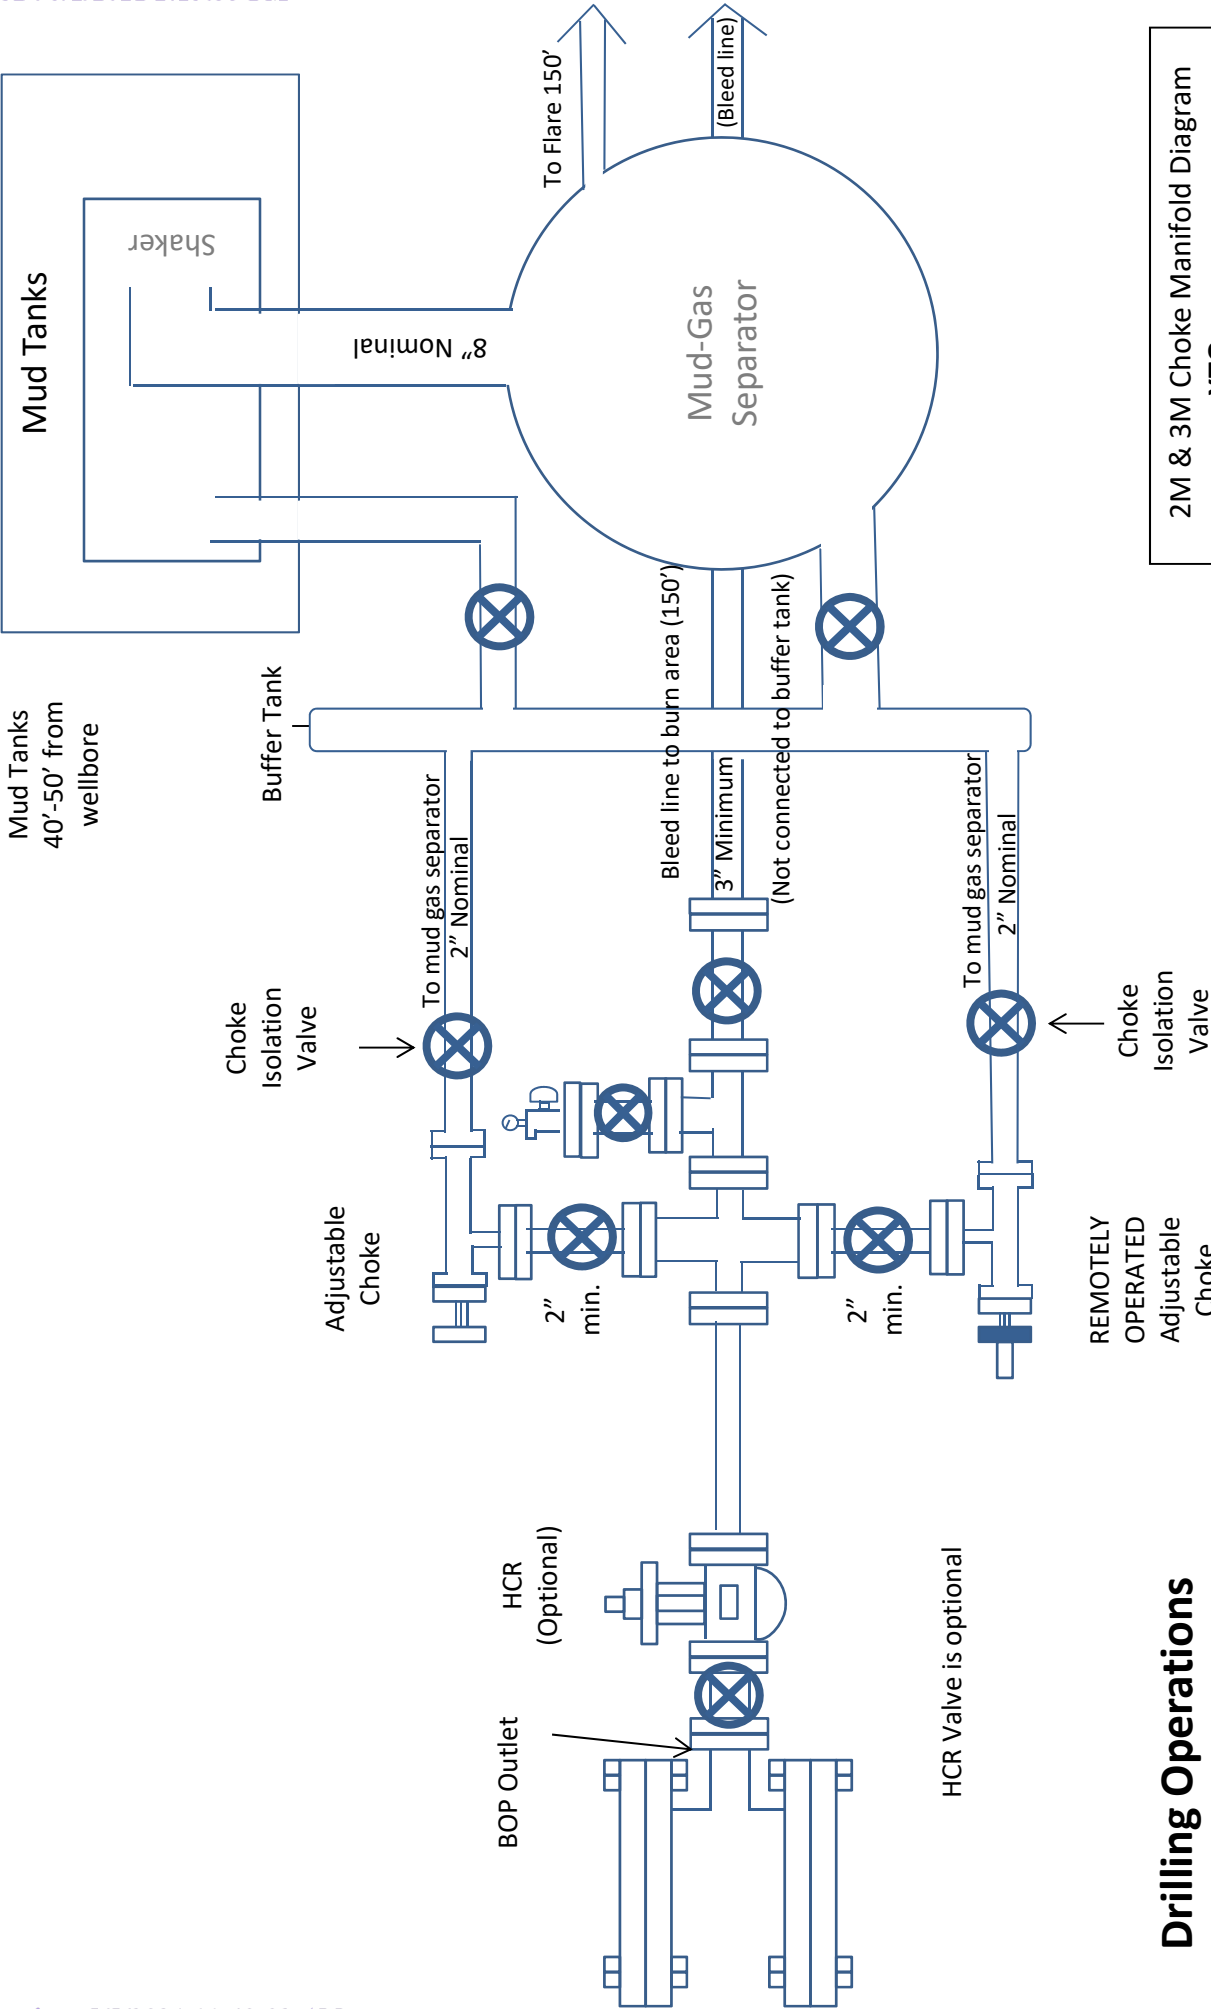 Mud Tanks
40’-50’ from
wellbore
Mud Tanks
Shaker
8” Nominal
Buffer Tank
To Flare 150’
(Bleed line)
Mud-Gas
Separator
Choke
Isolation
Valve
To mud gas separator
2” Nominal
Bleed line to burn area (150’)
3” Minimum
(Not connected to buffer tank)
To mud gas separator
2” Nominal
Choke
Isolation
Valve
Adjustable
Choke
2”
min.
2”
min.
REMOTELY
OPERATED
Adjustable
Choke
HCR
(Optional)
BOP Outlet
HCR Valve is optional
Drilling Operations
2M & 3M Choke Manifold Diagram